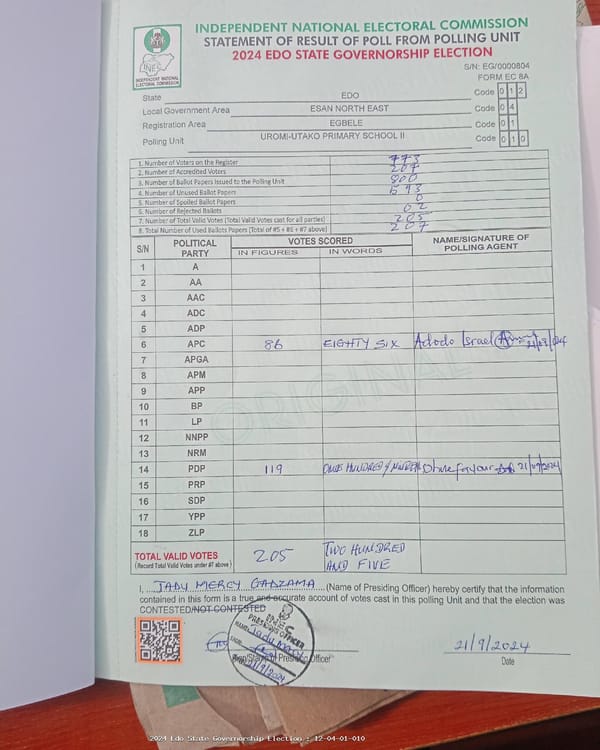 INDEPENDENT NATIONAL ELECTORAL COMMISSION
STATEMENT OF RESULT OF POLL FROM POLLING UNIT
2024 EDO STATE GOVERNORSHIP ELECTION
INDEPENDENT NATIONAL ELECTORAL COMMISSION
S/N: EG/0000804
FORM EC 8A
State EDO Code 0 1 2
Local Government Area ESAN NORTH EAST Code 0 4
Registration Area EGBELE Code 0 1
Polling Unit UROMI-UTAKO PRIMARY SCHOOL II Code 0 1 0
1. Number of Voters on the Register 773
2. Number of Accredited Voters 207
3. Number of Ballot Papers Issued to the Polling Unit 800
4. Number of Unused Ballot Papers 593
5. Number of Spoiled Ballot Papers 0
6. Number of Rejected Ballots 02
7. Number of Total Valid Votes (Total Valid Votes cast for all parties) 205
8. Total Number of Used Ballots Papers (Total of #5 + #6 + #7 above) 207
S/N POLITICAL PARTY VOTES SCORED NAME/SIGNATURE OF POLLING AGENT
IN FIGURES IN WORDS
1 A
2 AA
3 AAC
4 ADC
5 ADP
6 APC 86 EIGHTY SIX Adodo Israel 21/09/2024
7 APGA
8 APM
9 APP
10 BP
11 LP
12 NNPP
13 NRM
14 PDP 119 ONE HUNDRED 21/09/2024
15 PRP
16 SDP
17 YPP
18 ZLP
ORIGINAL
TOTAL VALID VOTES 205 TWO HUNDRED AND FIVE
(Record Total Valid Votes under #7 above)
I, JADU MERCY GADZAMA (Name of Presiding Officer) hereby certify that the information
contained in this form is a true and accurate account of votes cast in this polling Unit and that the election was
CONTESTED/NOT CONTESTED
PRESIDING OFFICER
NAME:
21/9/2024
Sign/Stamp of Presiding Officer
21/9/2024
Date
2024 Edo State Governorship Election : 12-04-01-010